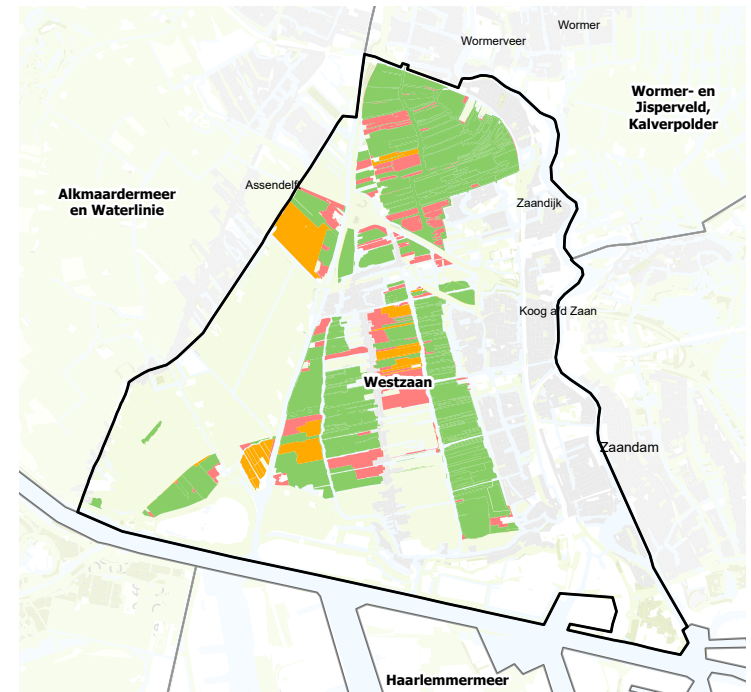 Wormer
Wormerveer
Wormer- en
Jisperveld,
Kalverpolder
Alkmaardermeer
en Waterlinie
Assendelft
Zaandijk
Koog a/d Zaan
Westzaan
Zaandam
Haarlemmermeer